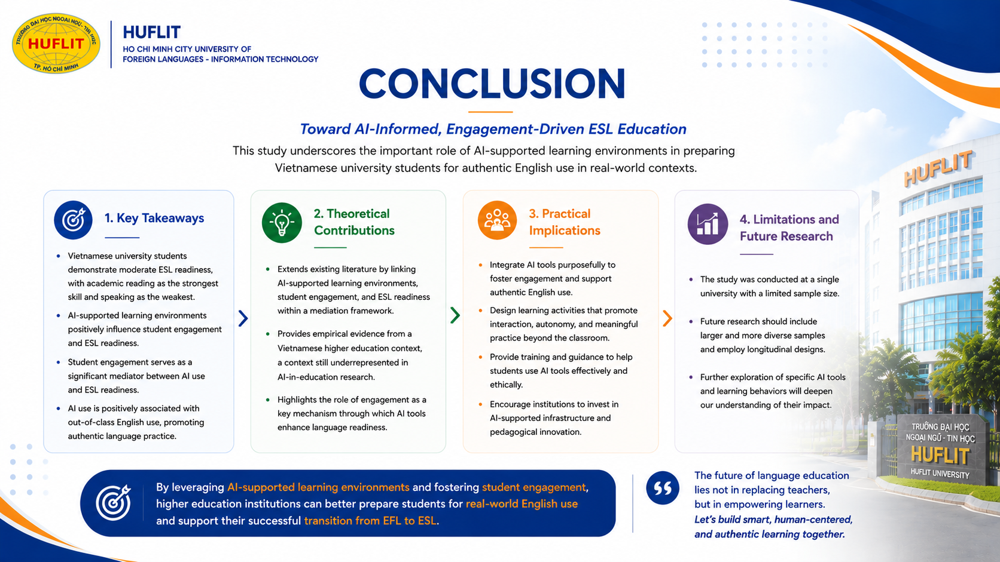 TRƯỜNG ĐẠI HỌC NGOẠI NGỮ - TIN HỌC
HUFLIT
TP. HỒ CHÍ MINH
HUFLIT
HO CHI MINH CITY UNIVERSITY OF
FOREIGN LANGUAGES - INFORMATION TECHNOLOGY
CONCLUSION
Toward AI-Informed, Engagement-Driven ESL Education
This study underscores the important role of AI-supported learning environments in preparing
Vietnamese university students for authentic English use in real-world contexts.
1. Key Takeaways
• Vietnamese university students
demonstrate moderate ESL readiness,
with academic reading as the strongest
skill and speaking as the weakest.
• AI-supported learning environments
positively influence student engagement
and ESL readiness.
• Student engagement serves as a
significant mediator between AI use
and ESL readiness.
• AI use is positively associated with
out-of-class English use, promoting
authentic language practice.
2. Theoretical
Contributions
• Extends existing literature by linking
AI-supported learning environments,
student engagement, and ESL readiness
within a mediation framework.
• Provides empirical evidence from a
Vietnamese higher education context,
a context still underrepresented in
AI-in-education research.
• Highlights the role of engagement as a
key mechanism through which AI tools
enhance language readiness.
3. Practical
Implications
• Integrate AI tools purposefully to
foster engagement and support
authentic English use.
• Design learning activities that promote
interaction, autonomy, and meaningful
practice beyond the classroom.
• Provide training and guidance to help
students use AI tools effectively and
ethically.
• Encourage institutions to invest in
AI-supported infrastructure and
pedagogical innovation.
4. Limitations and
Future Research
• The study was conducted at a single
university with a limited sample size.
• Future research should include
larger and more diverse samples
and employ longitudinal designs.
• Further exploration of specific AI tools
and learning behaviors will deepen
our understanding of their impact.
HUFLIT
TRUÕNG ĐẠI HỌC
NGOẠI NGŨ - TIN HỌC
HUFLIT
HUFLIT UNIVERSITY
By leveraging AI-supported learning environments and fostering student engagement,
higher education institutions can better prepare students for real-world English use
and support their successful transition from EFL to ESL.
The future of language education
lies not in replacing teachers,
but in empowering learners.
Let's build smart, human-centered,
and authentic learning together.